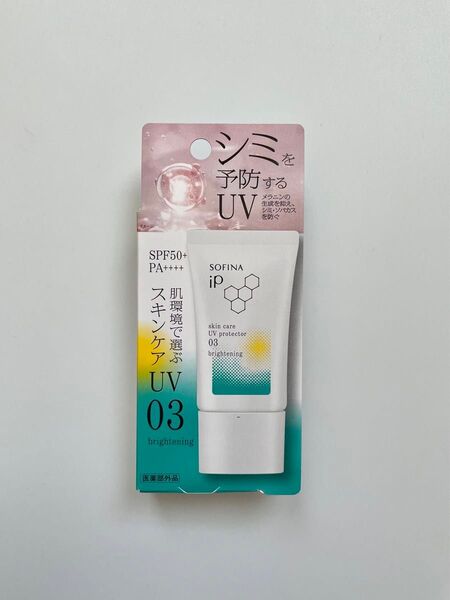 シミを
予防する
UV
メラニンの
生成を抑え、
シミ・ソバカス
を防ぐ
SPF50+
PA++++
肌環境で選ぶ
スキンケア
UV
03
brightening
医薬部外品
SOFINA
iP
skin care
UV protector
03
brightening